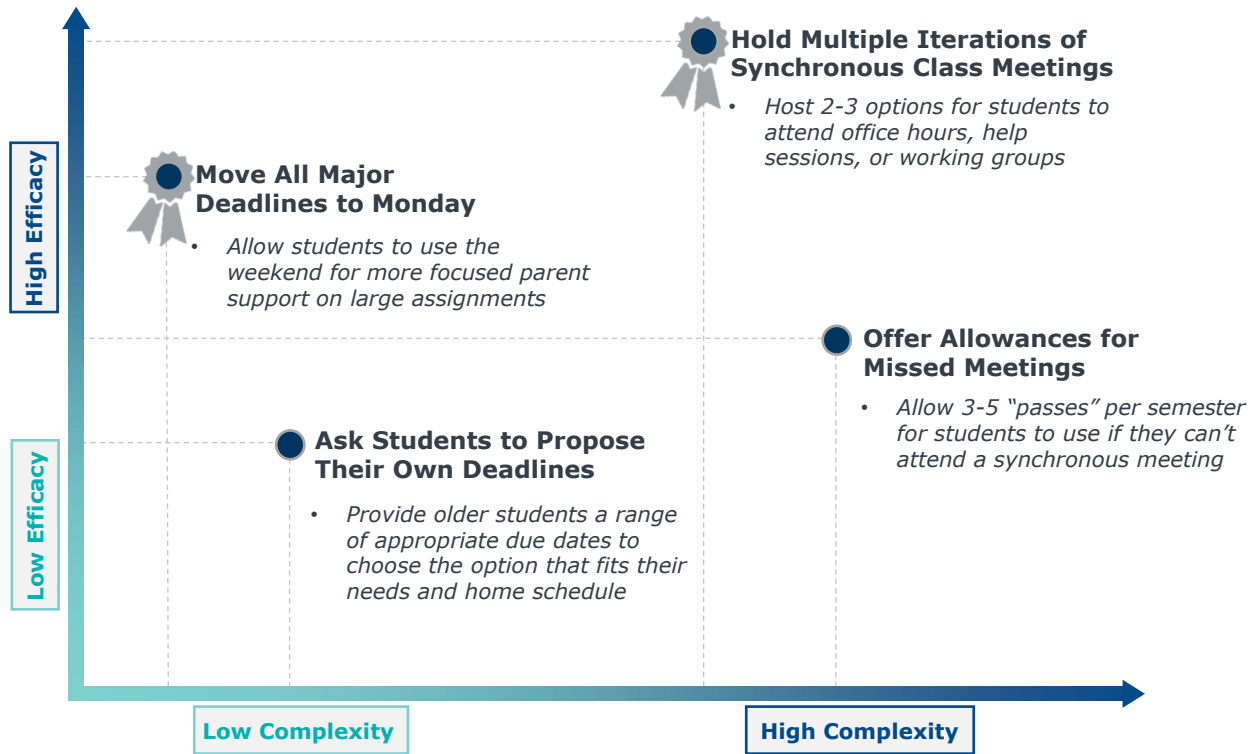 Hold Multiple Iterations of
Synchronous Class Meetings
• Host 2-3 options for students to
attend office hours, help
sessions, or working groups
High Efficacy
Move All Major
Deadlines to Monday
• Allow students to use the
weekend for more focused parent
support on large assignments
Offer Allowances for
Missed Meetings
• Allow 3-5 “passes” per semester
for students to use if they can’t
attend a synchronous meeting
Low Efficacy
Ask Students to Propose
Their Own Deadlines
• Provide older students a range
of appropriate due dates to
choose the option that fits their
needs and home schedule
Low Complexity
High Complexity